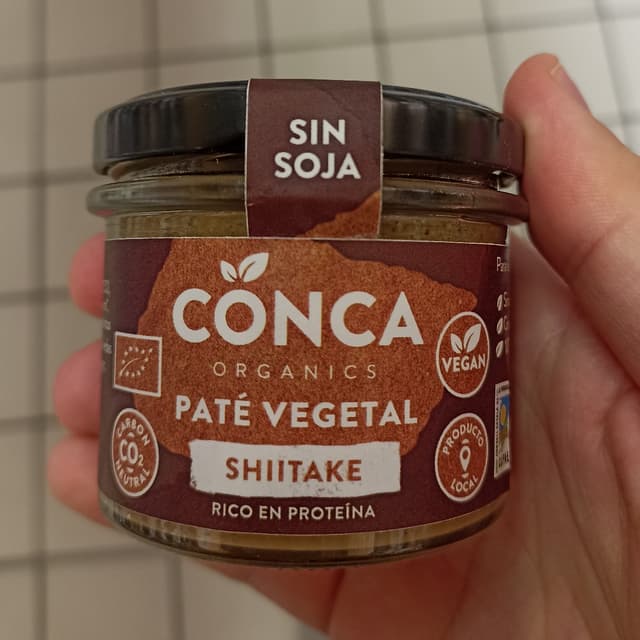 SIN
SOJA
CONCA
ORGANICS
PATÉ VEGETAL
SHIITAKE
RICO EN PROTEÍNA
VEGAN
CARBON
CO2
NEUTRAL
PRODUCTO
LOCAL